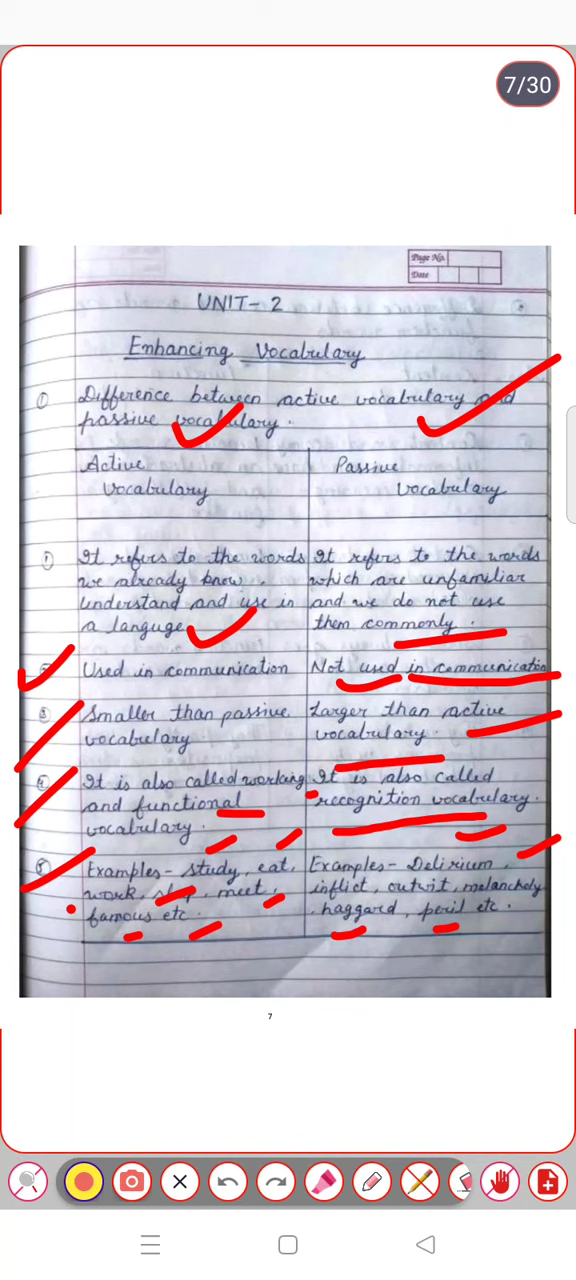 7/30
Page No.
Date
UNIT-2
Enhancing Vocabulary
① Difference between active vocabulary and
passive vocabulary.
Active
Vocabulary
Passive
Vocabulary
① It refers to the words
we already know,
understand and use in
a languge
It refers to the words
which are unfamiliar
and we do not use
them commonly.
Used in communication
Not used in communication
③ Smaller than passive
vocabulary
Larger than active
vocabulary.
④ It is also called working
and functional
vocabulary.
It is also called
recognition vocabulary.
⑤ Examples- study, eat,
work, meet,
famous etc.
Examples- Delirium,
inflict, outwit, melancholy
, haggard, peril etc.
7